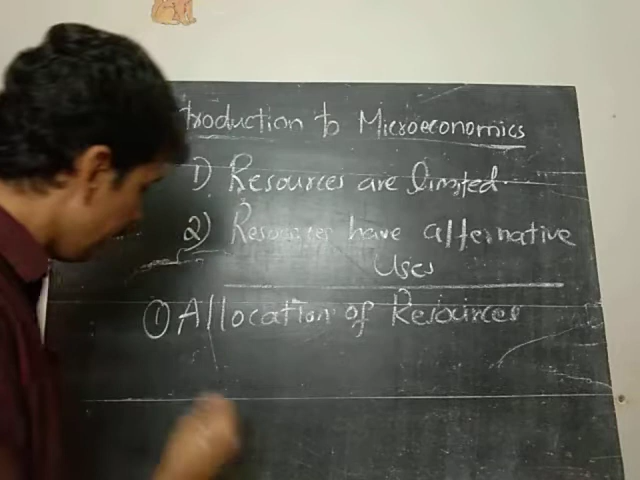 troduction to Microeconomics
1) Resources are limited.
2) Resources have alternative
Uses
① Allocation of Resources